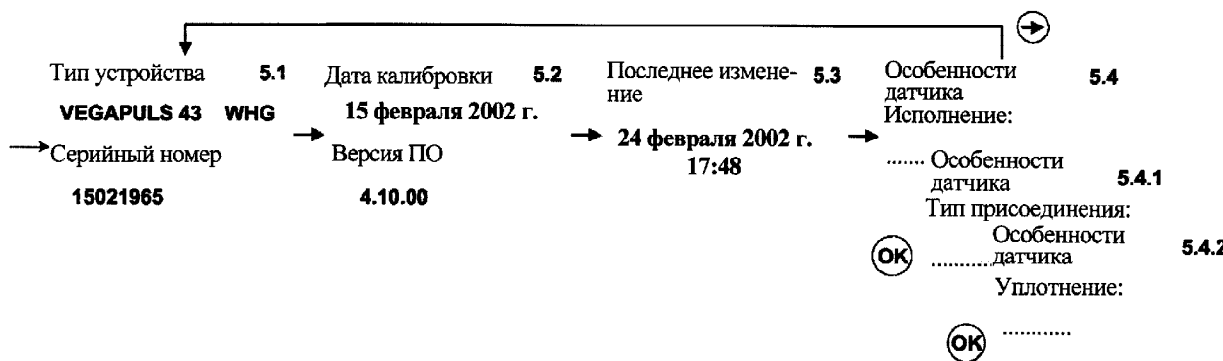 Тип устройства 5.1
VEGAPULS 43 WHG
Серийный номер
15021965
Дата калибровки 5.2
15 февраля 2002 г.
Версия ПО
4.10.00
Последнее измене- 5.3
ние
24 февраля 2002 г.
17:48
Особенности 5.4
датчика
Исполнение:
....... Особенности
датчика 5.4.1
Тип присоединения:
Особенности
OK ...........датчика 5.4.2
Уплотнение:
OK ............